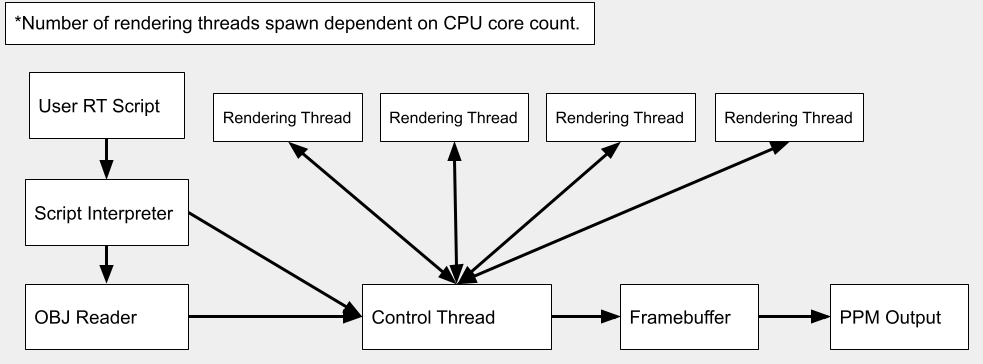 *Number of rendering threads spawn dependent on CPU core count.
User RT Script
Rendering Thread
Rendering Thread
Rendering Thread
Rendering Thread
Script Interpreter
OBJ Reader
Control Thread
Framebuffer
PPM Output